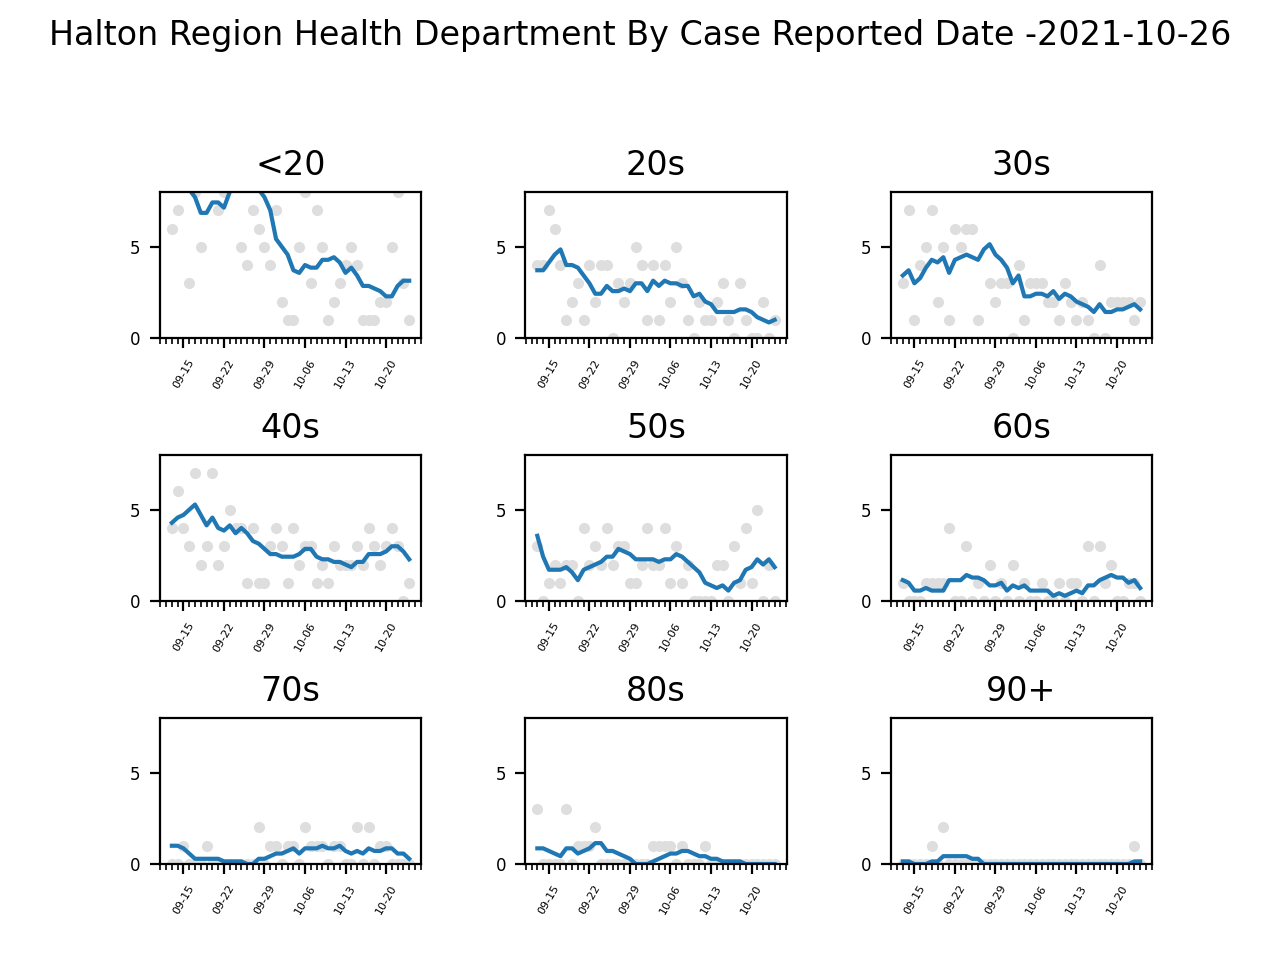 Halton Region Health Department By Case Reported Date -2021-10-26
<20 20s 30s
5 5 5
0 0 0
09-15 09-22 09-29 10-06 10-13 10-20 09-15 09-22 09-29 10-06 10-13 10-20 09-15 09-22 09-29 10-06 10-13 10-20
40s 50s 60s
5 5 5
0 0 0
09-15 09-22 09-29 10-06 10-13 10-20 09-15 09-22 09-29 10-06 10-13 10-20 09-15 09-22 09-29 10-06 10-13 10-20
70s 80s 90+
5 5 5
0 0 0
09-15 09-22 09-29 10-06 10-13 10-20 09-15 09-22 09-29 10-06 10-13 10-20 09-15 09-22 09-29 10-06 10-13 10-20